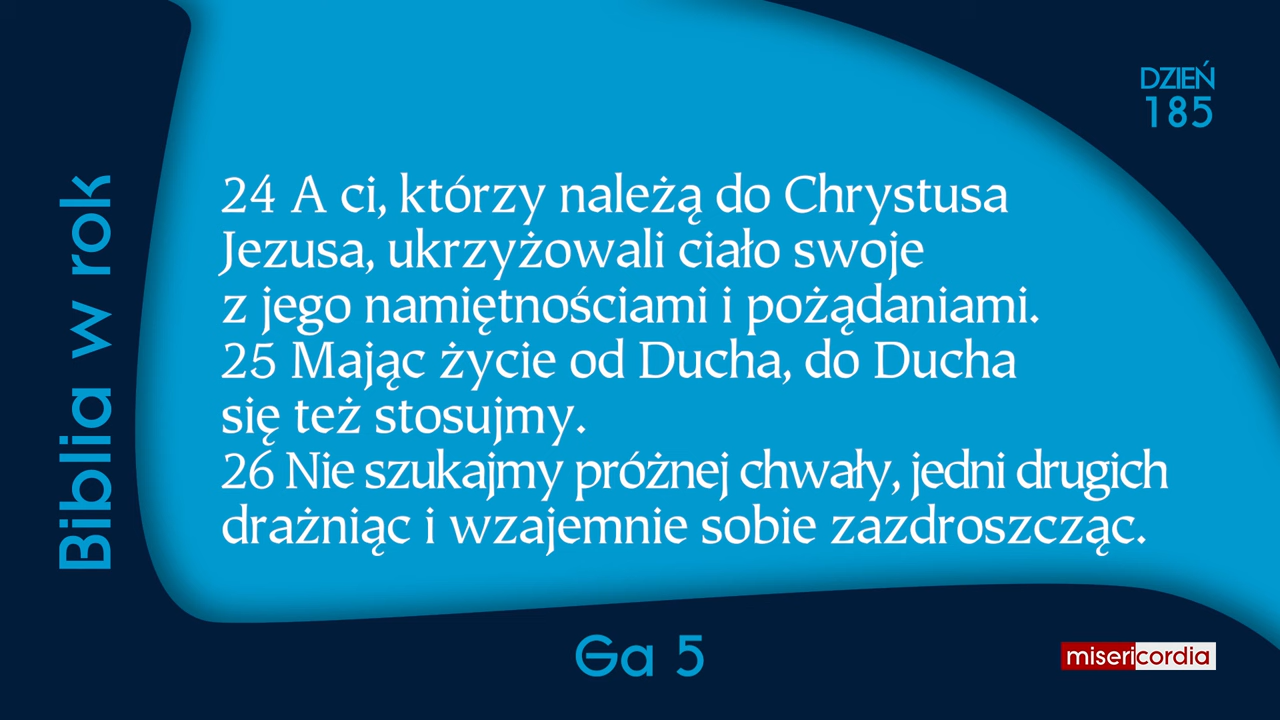 DZIEŃ
185
Biblia w rok
24 A ci, którzy należą do Chrystusa
Jezusa, ukrzyżowali ciało swoje
z jego namiętnościami i pożądaniami.
25 Mając życie od Ducha, do Ducha
się też stosujmy.
26 Nie szukajmy próżnej chwały, jedni drugich
drażniąc i wzajemnie sobie zazdroszcząc.
Ga 5
misericordia